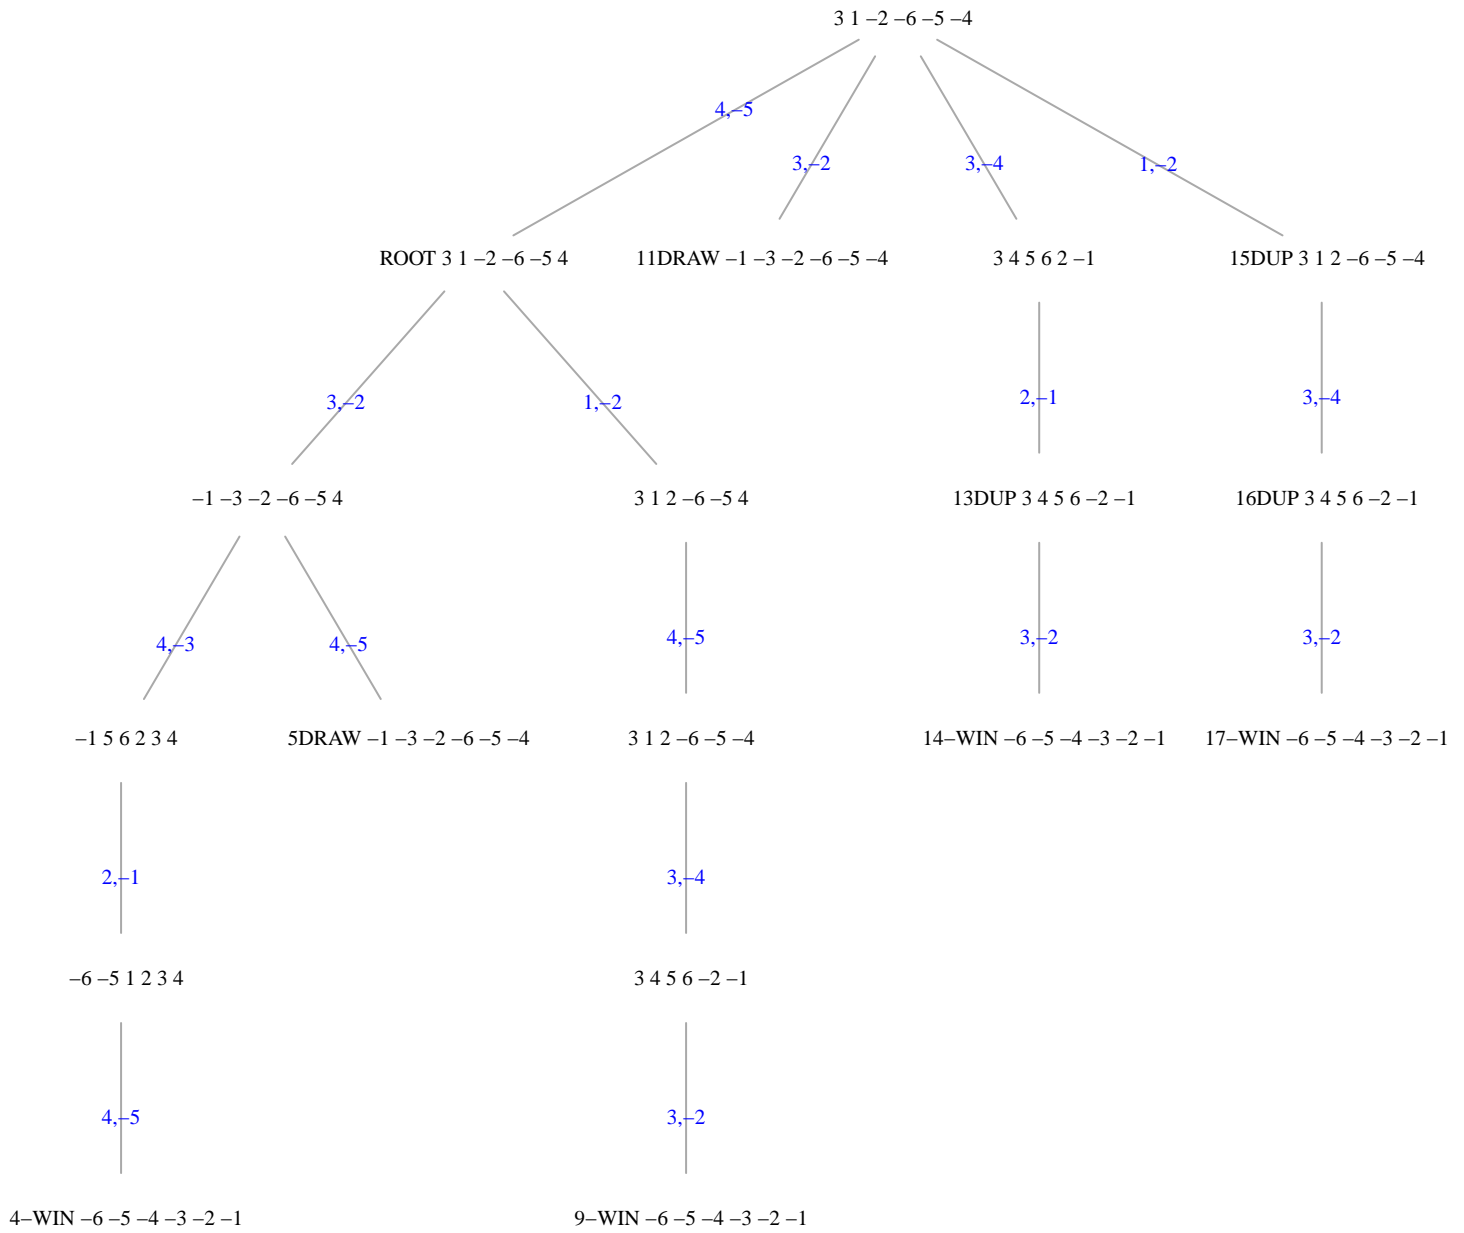 3 1 –2 –6 –5 –4
4,–5
3,–2
3,–4
1,–2
ROOT 3 1 –2 –6 –5 4
11DRAW –1 –3 –2 –6 –5 –4
3 4 5 6 2 –1
15DUP 3 1 2 –6 –5 –4
3,–2
1,–2
2,–1
3,–4
–1 –3 –2 –6 –5 4
3 1 2 –6 –5 4
13DUP 3 4 5 6 –2 –1
16DUP 3 4 5 6 –2 –1
4,–3
4,–5
4,–5
3,–2
3,–2
–1 5 6 2 3 4
5DRAW –1 –3 –2 –6 –5 –4
3 1 2 –6 –5 –4
14–WIN –6 –5 –4 –3 –2 –1
17–WIN –6 –5 –4 –3 –2 –1
2,–1
3,–4
–6 –5 1 2 3 4
3 4 5 6 –2 –1
4,–5
3,–2
4–WIN –6 –5 –4 –3 –2 –1
9–WIN –6 –5 –4 –3 –2 –1